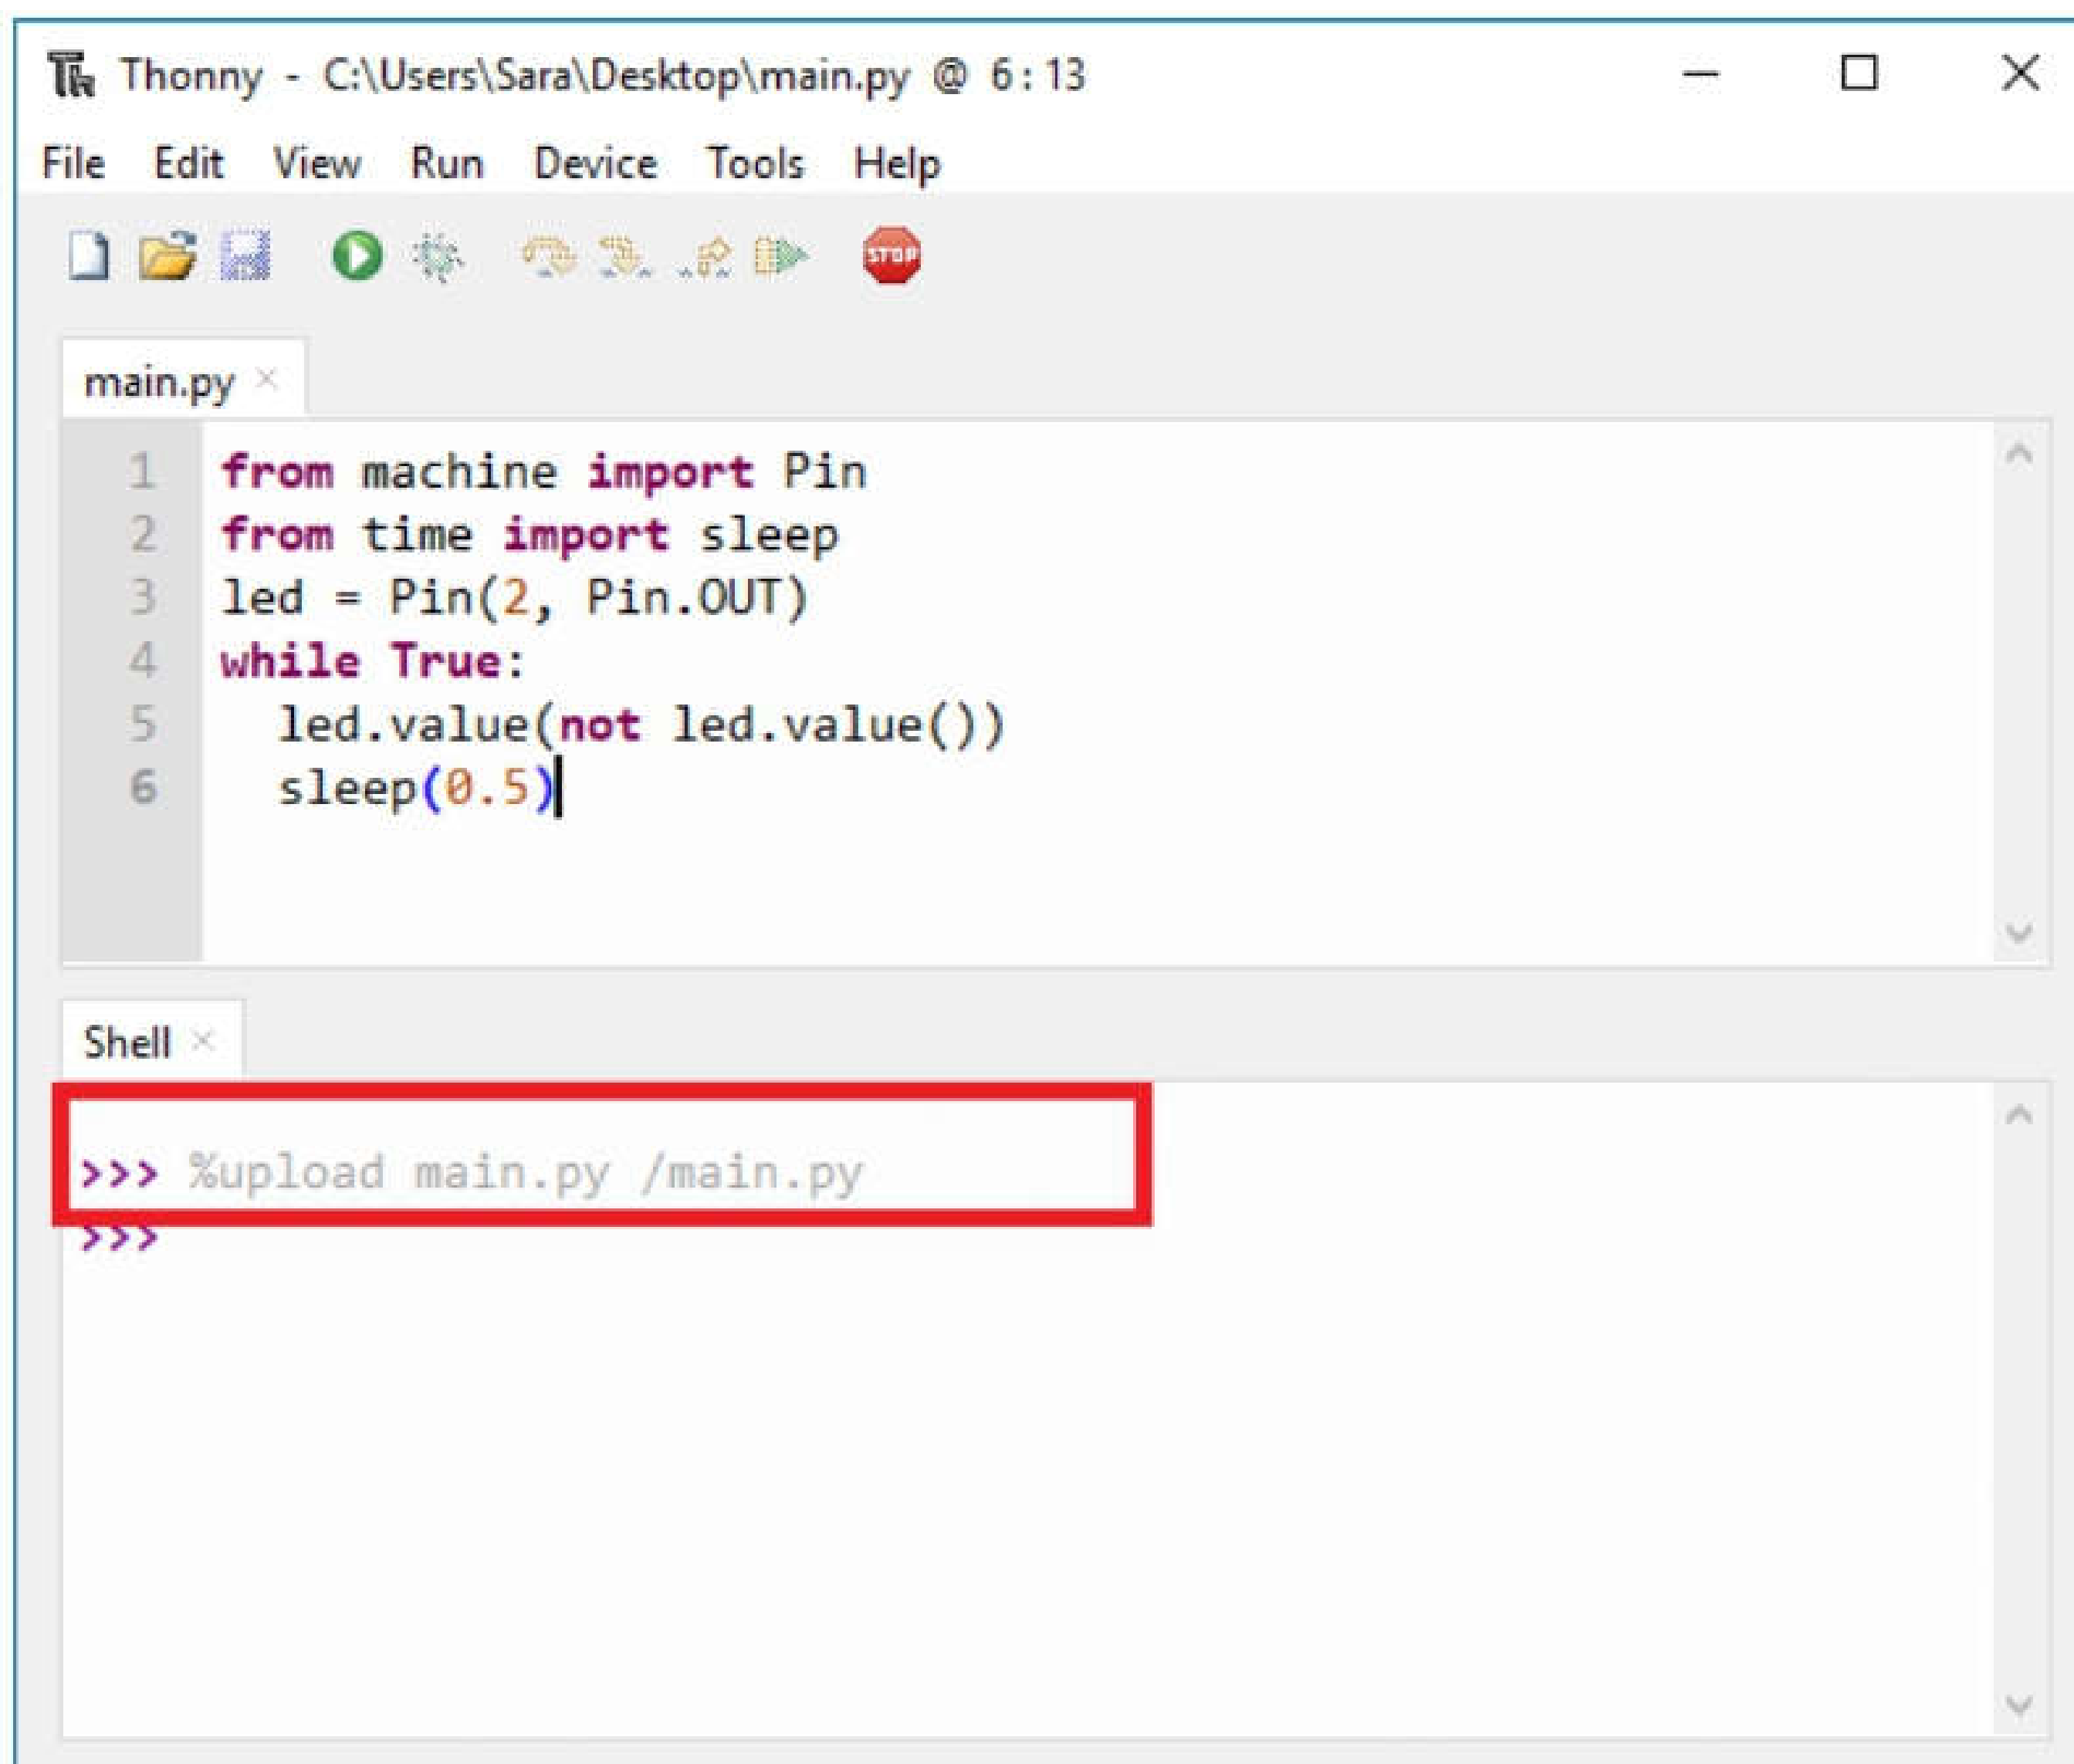 Thonny - C:\Users\Sara\Desktop\main.py @ 6:13
File Edit View Run Device Tools Help
STOP
main.py
1 from machine import Pin
2 from time import sleep
3 led = Pin(2, Pin.OUT)
4 while True:
5   led.value(not led.value())
6   sleep(0.5)
Shell
>>> %upload main.py /main.py
>>>